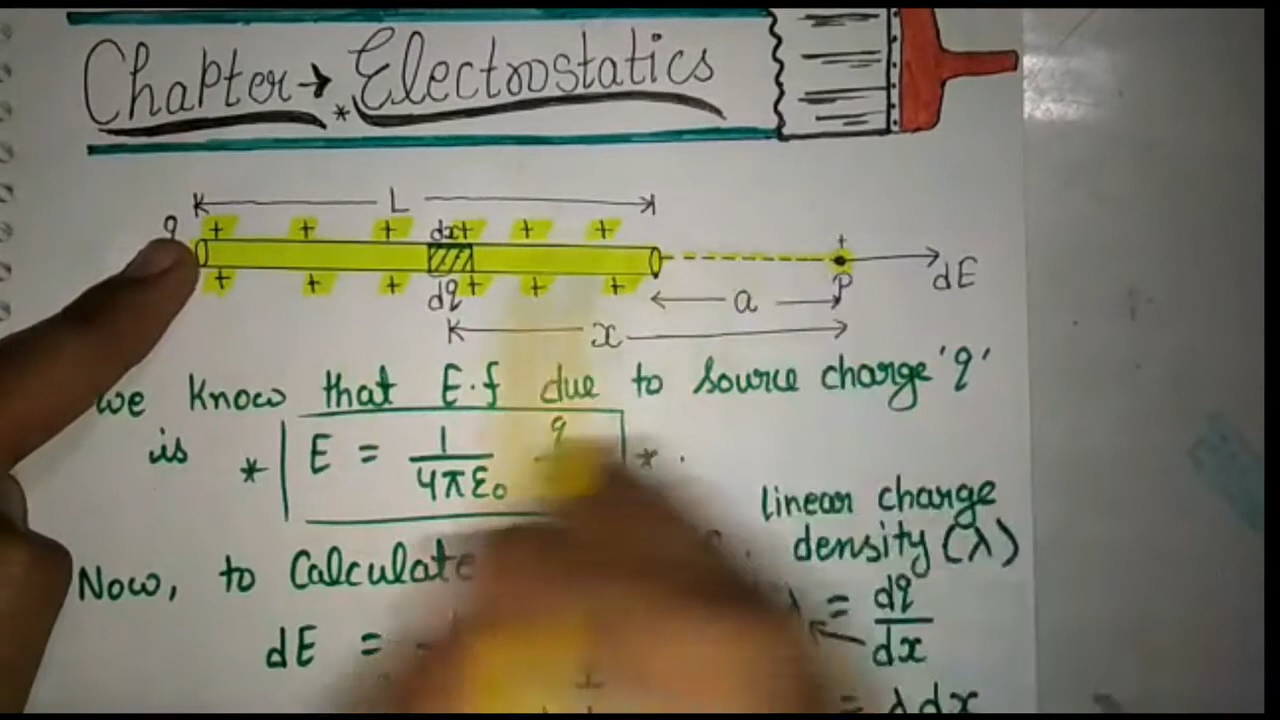 Chapter → * Electrostatics
L
q + + + dx + + +
+ + + dq + + + + P dE
a
x
we know that E.f due to source charge 'q'
is * E = 1/4πε₀ q * .
linear charge
density (λ)
Now, to Calculate
= dq/dx
dE =
= λdx